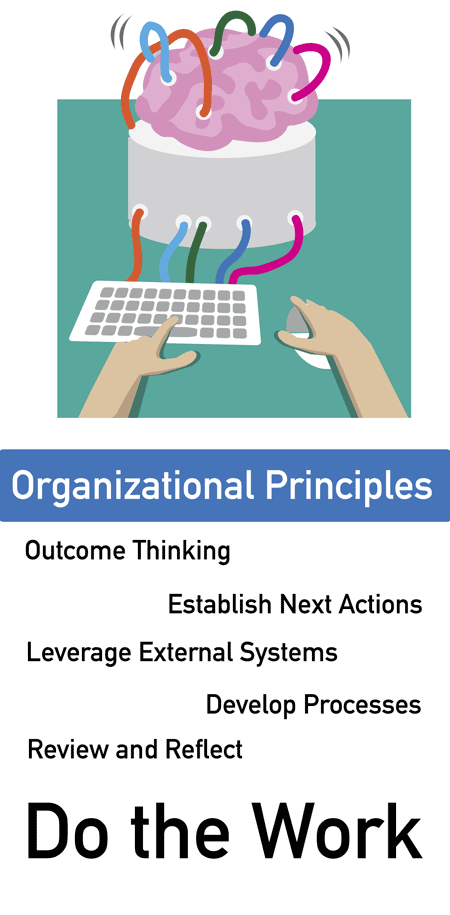 Organizational Principles
Outcome Thinking
Establish Next Actions
Leverage External Systems
Develop Processes
Review and Reflect
Do the Work